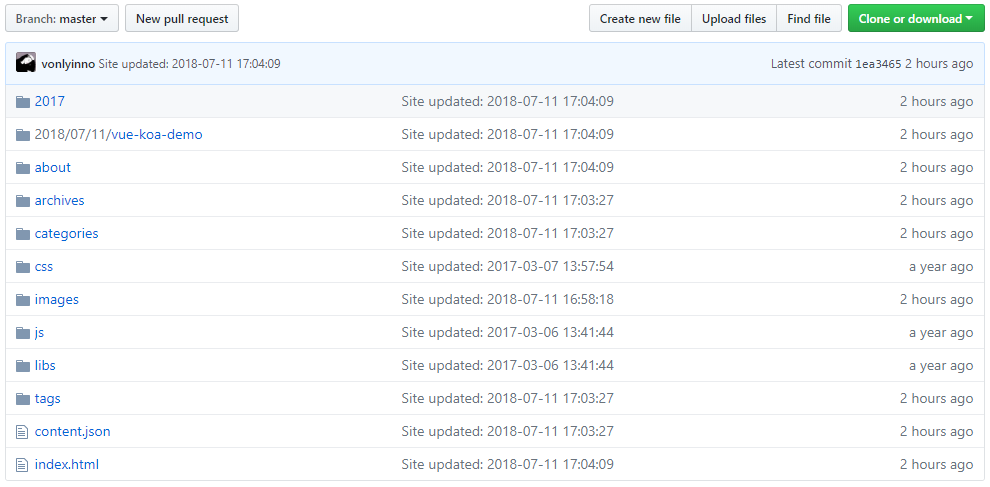 Branch: master New pull request Create new file Upload files Find file Clone or download
vonlyinno Site updated: 2018-07-11 17:04:09 Latest commit 1ea3465 2 hours ago
2017 Site updated: 2018-07-11 17:04:09 2 hours ago
2018/07/11/vue-koa-demo Site updated: 2018-07-11 17:04:09 2 hours ago
about Site updated: 2018-07-11 17:04:09 2 hours ago
archives Site updated: 2018-07-11 17:03:27 2 hours ago
categories Site updated: 2018-07-11 17:03:27 2 hours ago
css Site updated: 2017-03-07 13:57:54 a year ago
images Site updated: 2018-07-11 16:58:18 2 hours ago
js Site updated: 2017-03-06 13:41:44 a year ago
libs Site updated: 2017-03-06 13:41:44 a year ago
tags Site updated: 2018-07-11 17:03:27 2 hours ago
content.json Site updated: 2018-07-11 17:03:27 2 hours ago
index.html Site updated: 2018-07-11 17:04:09 2 hours ago